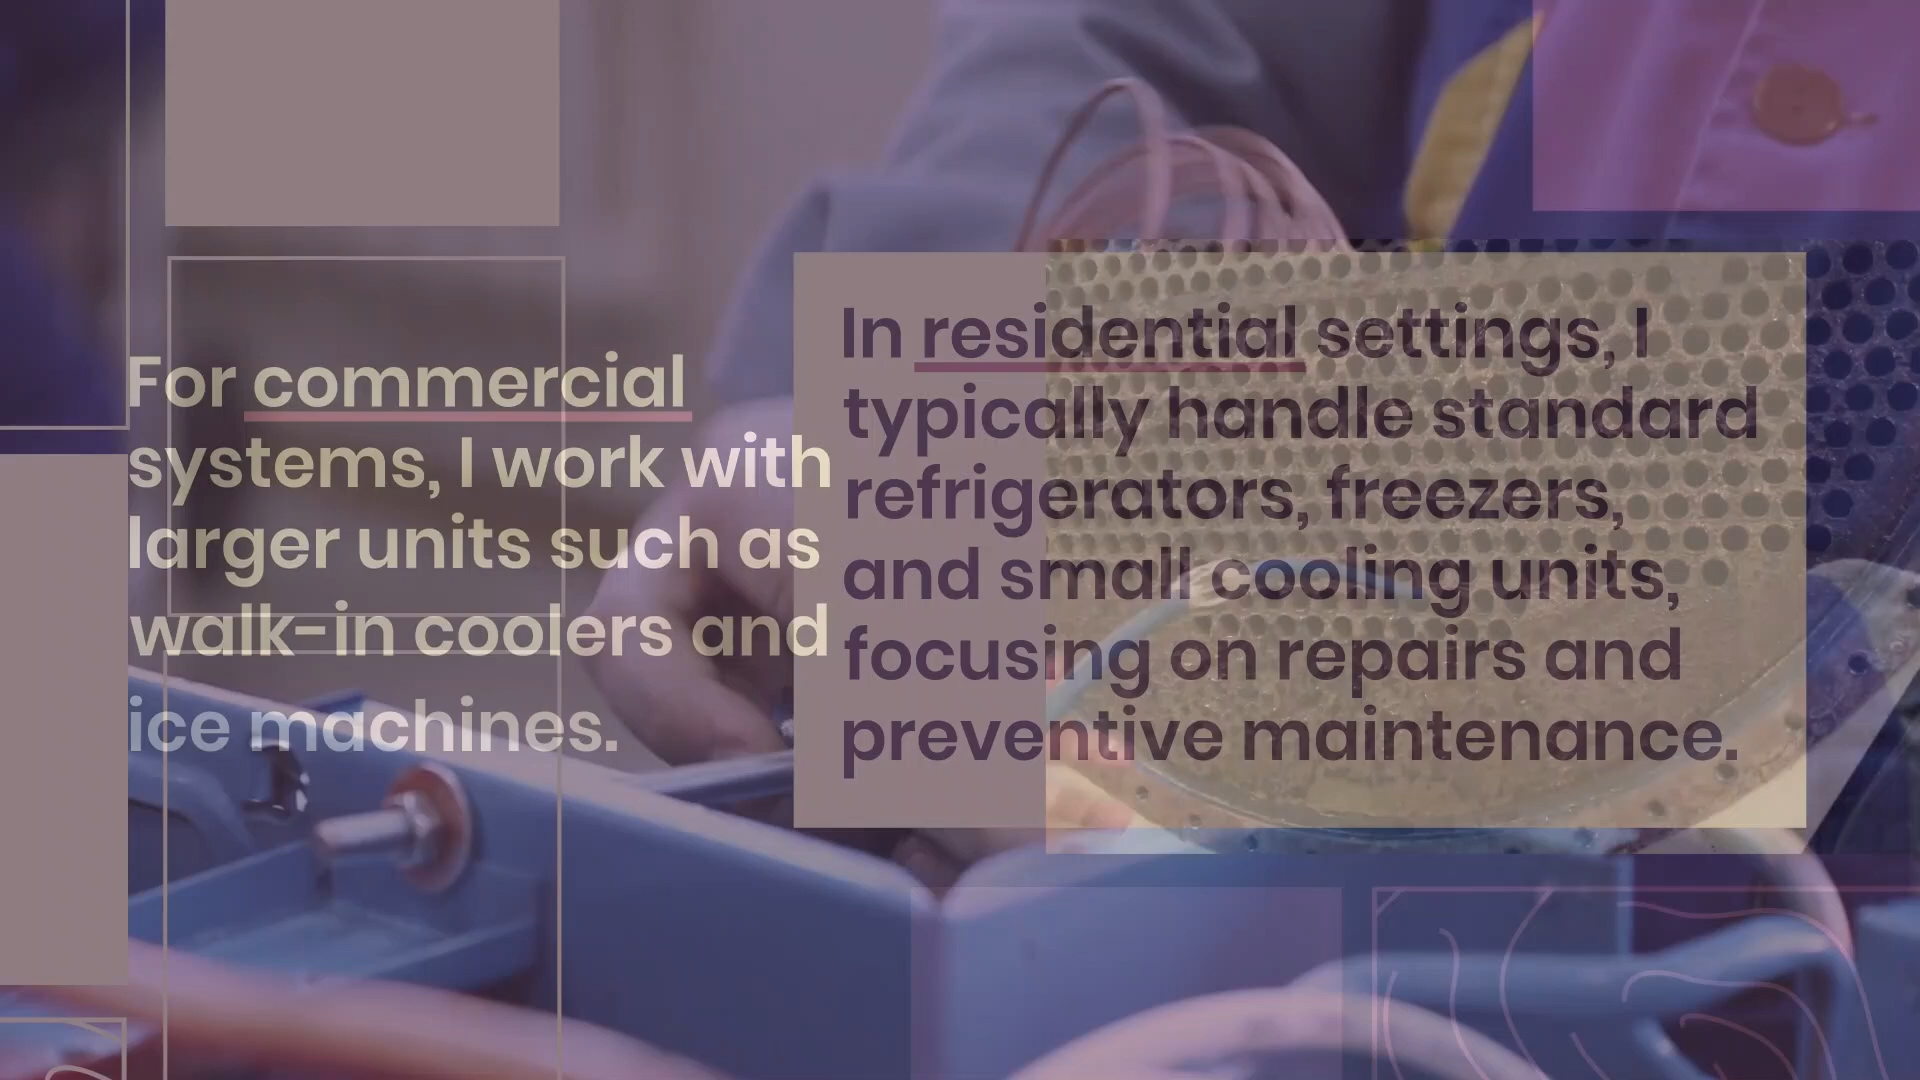 For commercial
systems, I work with
larger units such as
walk-in coolers and
ice machines.
In residential settings, I
typically handle standard
refrigerators, freezers,
and small cooling units,
focusing on repairs and
preventive maintenance.